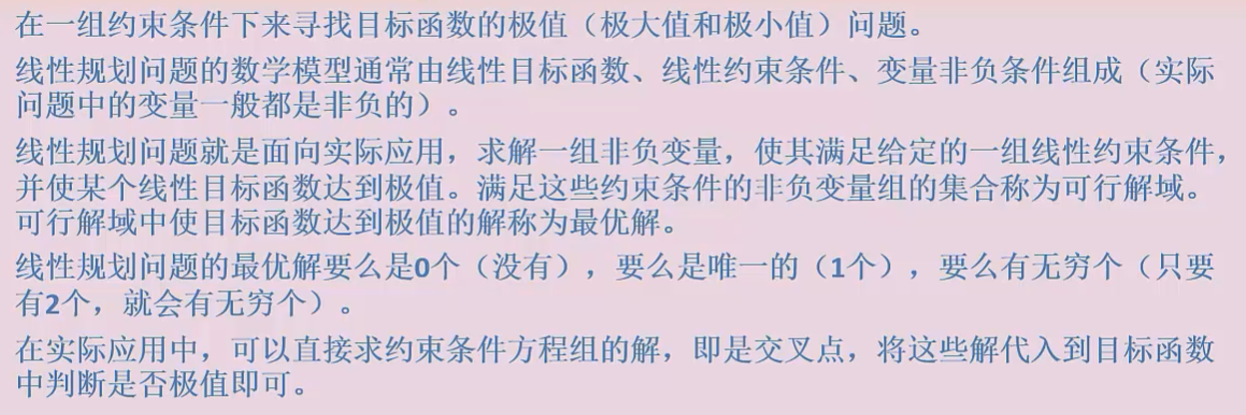 在一组约束条件下来寻找目标函数的极值（极大值和极小值）问题。
线性规划问题的数学模型通常由线性目标函数、线性约束条件、变量非负条件组成（实际
问题中的变量一般都是非负的）。
线性规划问题就是面向实际应用，求解一组非负变量，使其满足给定的一组线性约束条件，
并使某个线性目标函数达到极值。满足这些约束条件的非负变量组的集合称为可行解域。
可行解域中使目标函数达到极值的解称为最优解。
线性规划问题的最优解要么是0个（没有），要么是唯一的（1个），要么有无穷个（只要
有2个，就会有无穷个）。
在实际应用中，可以直接求约束条件方程组的解，即是交叉点，将这些解代入到目标函数
中判断是否极值即可。